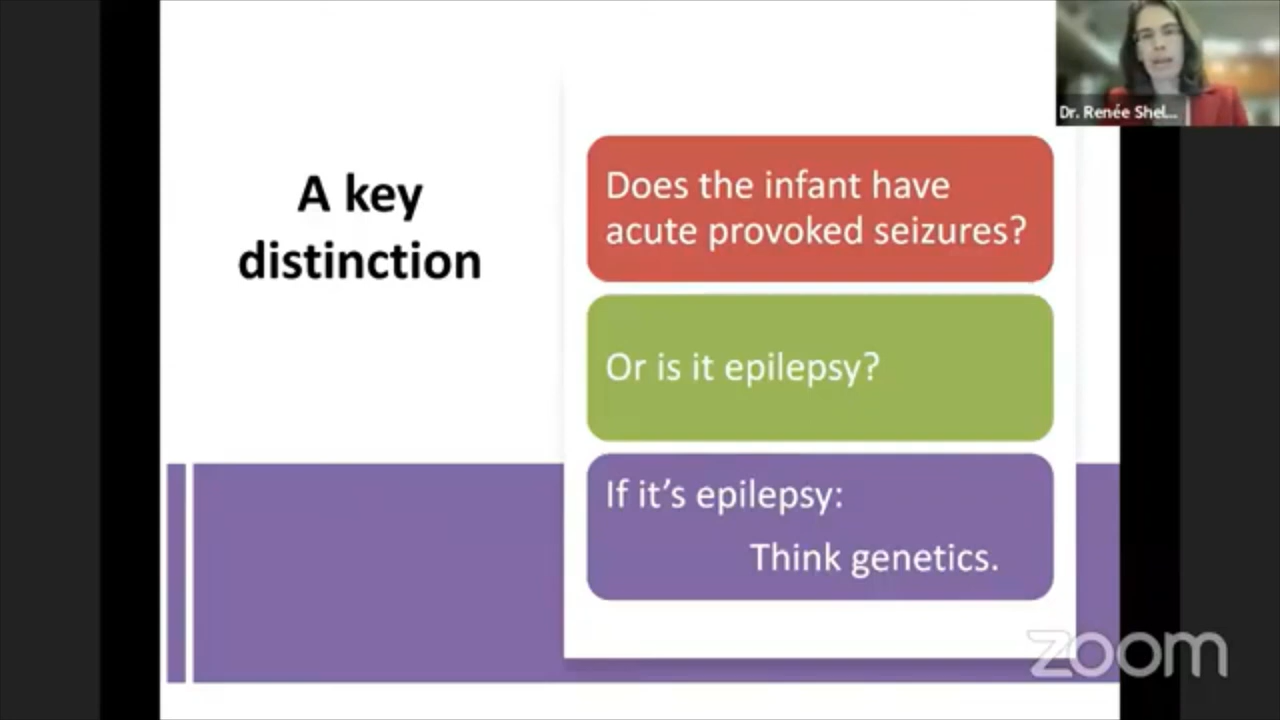 A key
distinction
Does the infant have
acute provoked seizures?
Or is it epilepsy?
If it's epilepsy:
Think genetics.
Dr. Renée Shel...
zoom